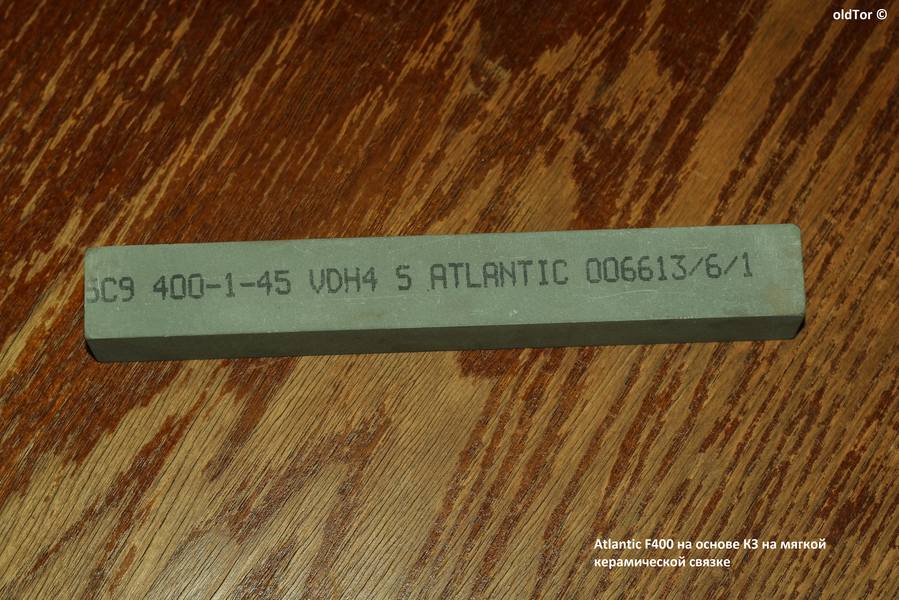 oldTor ©
SC9 400-1-45 VDH4 S ATLANTIC 006613/6/1
Atlantic F400 на основе КЗ на мягкой
керамической связке